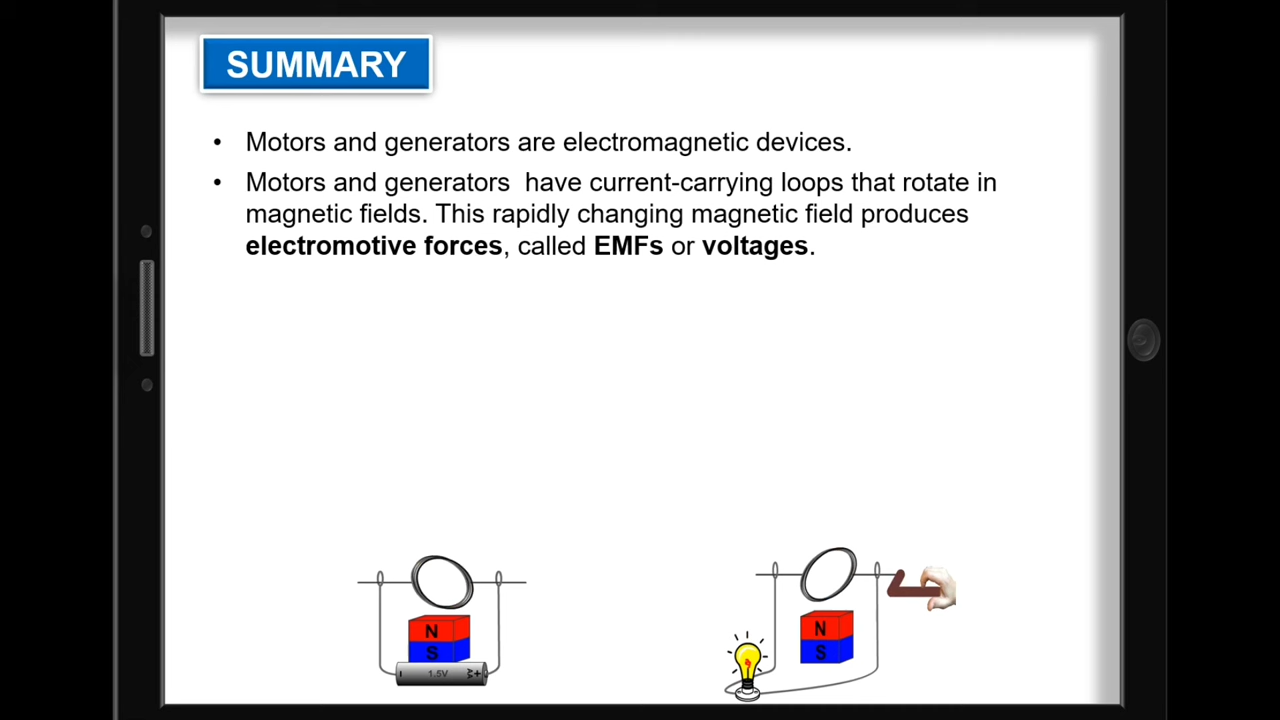 SUMMARY
• Motors and generators are electromagnetic devices.
• Motors and generators  have current-carrying loops that rotate in
magnetic fields. This rapidly changing magnetic field produces
electromotive forces, called EMFs or voltages.
N
S
- 1.5V +
N
S